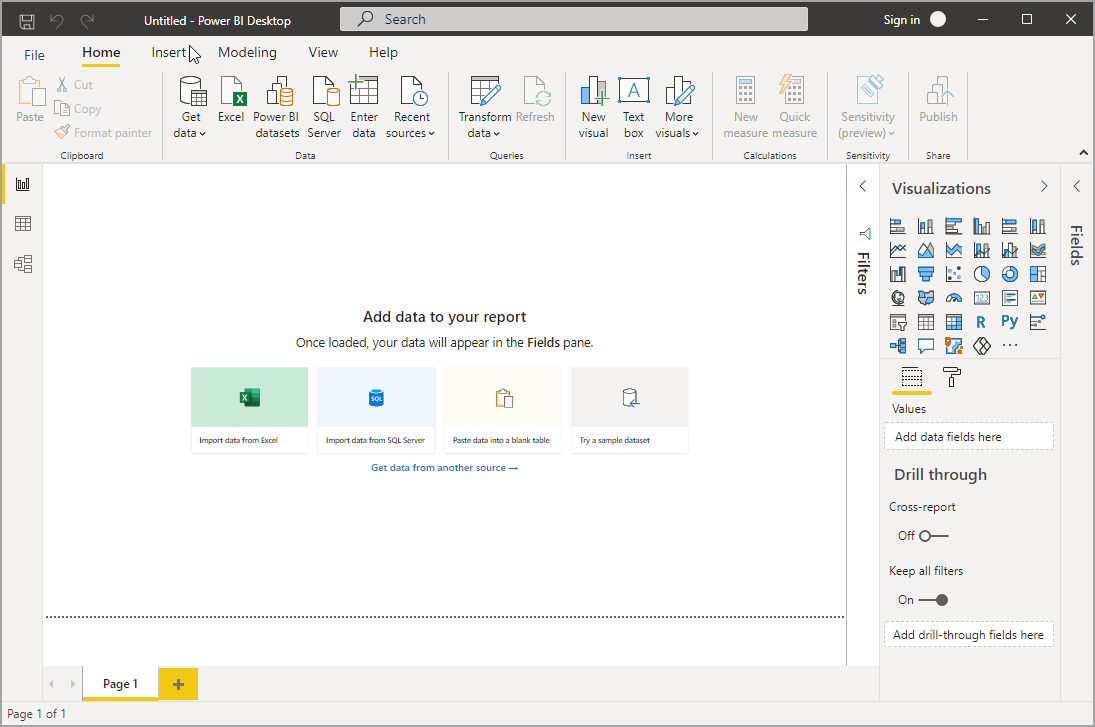 Untitled - Power BI Desktop
Search
Sign in
File
Home
Insert
Modeling
View
Help
Paste
Cut
Copy
Format painter
Clipboard
Get
data
Excel
Power BI
datasets
SQL
Server
Enter
data
Recent
sources
Data
Transform
data
Refresh
Queries
New
visual
Text
box
More
visuals
Insert
New
measure
Quick
measure
Calculations
Sensitivity
(preview)
Sensitivity
Publish
Share
Add data to your report
Once loaded, your data will appear in the Fields pane.
SQL
Import data from Excel
Import data from SQL Server
Paste data into a blank table
Try a sample dataset
Get data from another source →
Filters
Visualizations
123
R
Py
...
Values
Add data fields here
Drill through
Cross-report
Off
Keep all filters
On
Add drill-through fields here
Fields
Page 1
+
Page 1 of 1